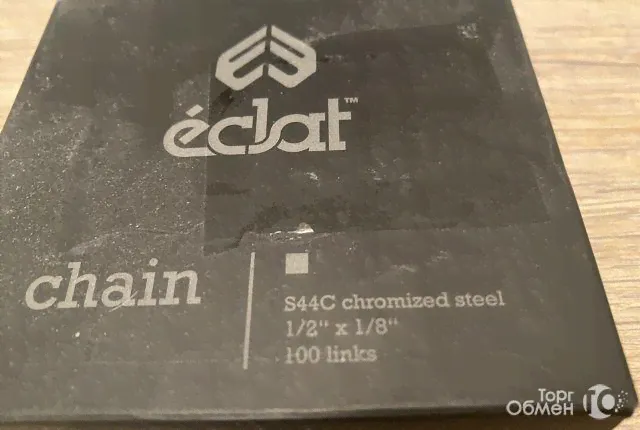 éclat™
chain
S44C chromized steel
1/2" x 1/8"
100 links
Торг
Обмен